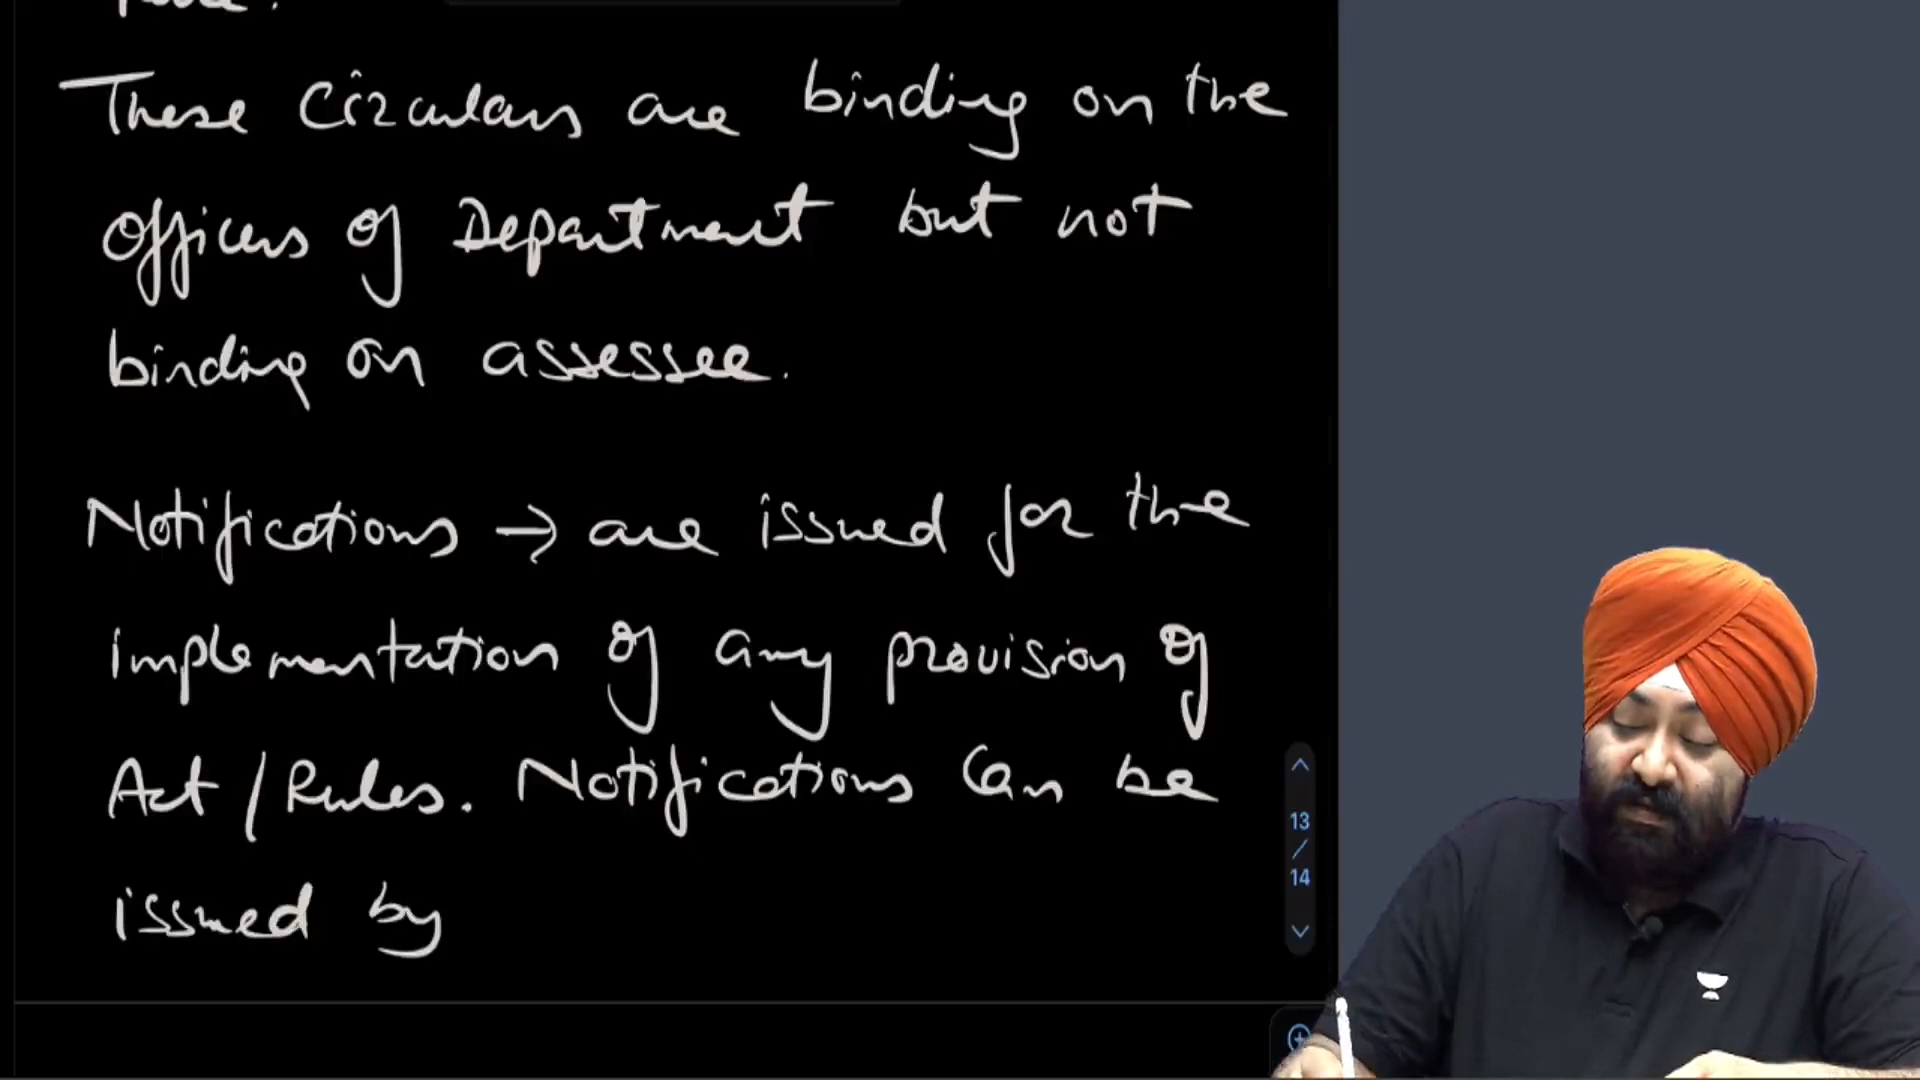 These Circulars are binding on the
officers of Department but not
binding on assessee.
Notifications → are issued for the
implementation of any provision of
Act / Rules. Notifications Can be
issued by
13
/
14